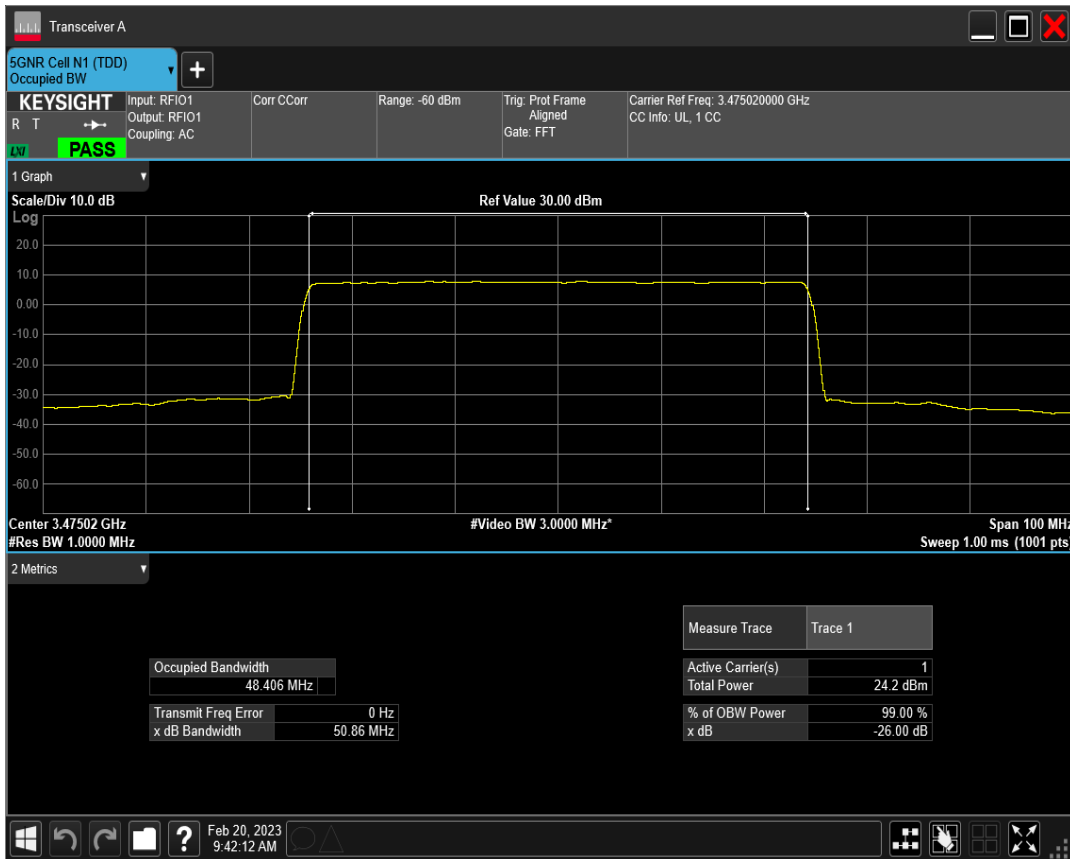 Transceiver A
5GNR Cell N1 (TDD)
Occupied BW
+
KEYSIGHT
R T
LXI
PASS
Input: RFIO1
Output: RFIO1
Coupling: AC
Corr CCorr
Range: -60 dBm
Trig: Prot Frame
Aligned
Gate: FFT
Carrier Ref Freq: 3.475020000 GHz
CC Info: UL, 1 CC
1 Graph
Scale/Div 10.0 dB
Ref Value 30.00 dBm
Log
20.0
10.0
0.00
-10.0
-20.0
-30.0
-40.0
-50.0
-60.0
Center 3.47502 GHz
#Video BW 3.0000 MHz*
Span 100 MHz
#Res BW 1.0000 MHz
Sweep 1.00 ms (1001 pts)
2 Metrics
Measure Trace Trace 1
Occupied Bandwidth
48.406 MHz
Transmit Freq Error 0 Hz
x dB Bandwidth 50.86 MHz
Active Carrier(s) 1
Total Power 24.2 dBm
% of OBW Power 99.00 %
x dB -26.00 dB
?
Feb 20, 2023
9:42:12 AM